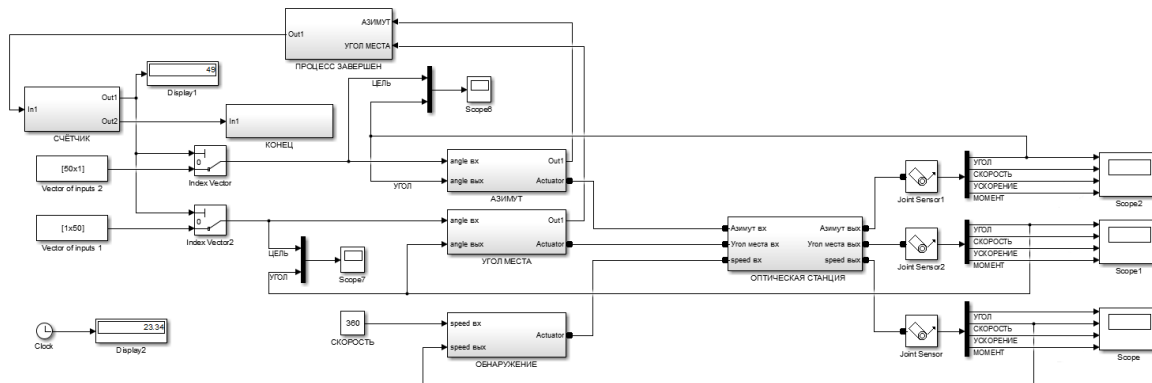 АЗИМУТ
Out1
УГОЛ МЕСТА
ПРОЦЕСС ЗАВЕРШЕН
49
Display1
ЦЕЛЬ
Scope6
In1
Out1
Out2
СЧЁТЧИК
In1
КОНЕЦ
0
Index Vector
[50x1]
Vector of inputs 2
angle вх
angle вых
Out1
Actuator
АЗИМУТ
УГОЛ
[1x50]
Vector of inputs 1
0
Index Vector2
angle вх
angle вых
Out1
Actuator
УГОЛ МЕСТА
ЦЕЛЬ
УГОЛ
Scope7
Азимут вх
Угол места вх
speed вх
Азимут вых
Угол места вых
speed вых
ОПТИЧЕСКАЯ СТАНЦИЯ
Joint Sensor1
УГОЛ
СКОРОСТЬ
УСКОРЕНИЕ
МОМЕНТ
Scope2
Joint Sensor2
УГОЛ
СКОРОСТЬ
УСКОРЕНИЕ
МОМЕНТ
Scope1
Clock
23.34
Display2
360
СКОРОСТЬ
speed вх
speed вых
Actuator
ОБНАРУЖЕНИЕ
Joint Sensor
УГОЛ
СКОРОСТЬ
УСКОРЕНИЕ
МОМЕНТ
Scope